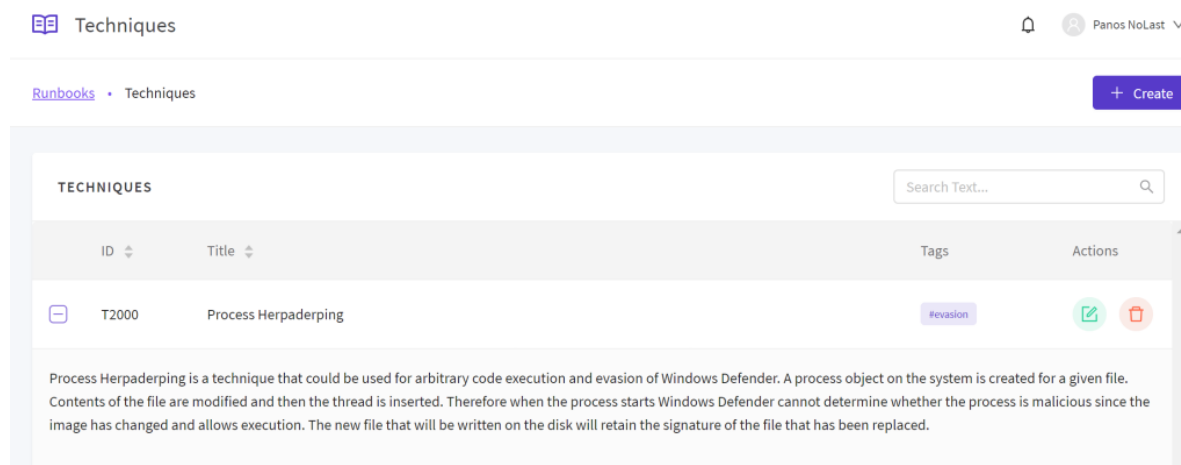 Techniques
Panos NoLast
Runbooks • Techniques
+ Create
TECHNIQUES
Search Text...
ID Title Tags Actions
T2000 Process Herpaderping #evasion
Process Herpaderping is a technique that could be used for arbitrary code execution and evasion of Windows Defender. A process object on the system is created for a given file.
Contents of the file are modified and then the thread is inserted. Therefore when the process starts Windows Defender cannot determine whether the process is malicious since the
image has changed and allows execution. The new file that will be written on the disk will retain the signature of the file that has been replaced.